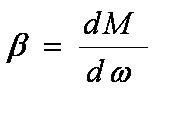 β = dM / dω